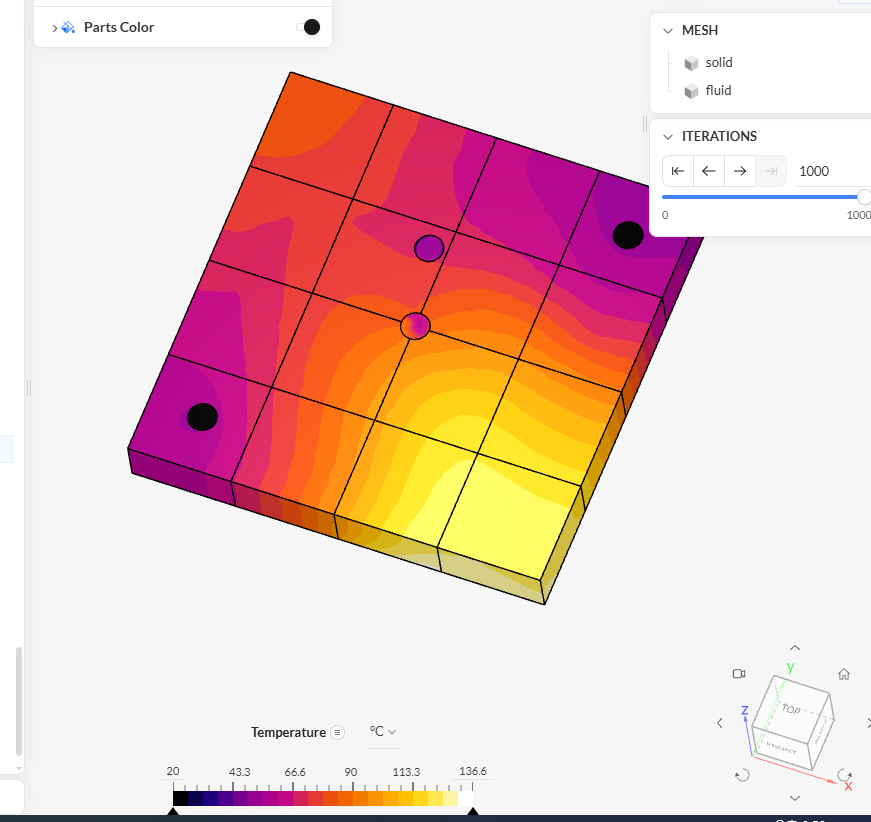 Parts Color
MESH
solid
fluid
ITERATIONS
1000
0 1000
y
Z
TOP
X
Temperature
°C
20 43.3 66.6 90 113.3 136.6